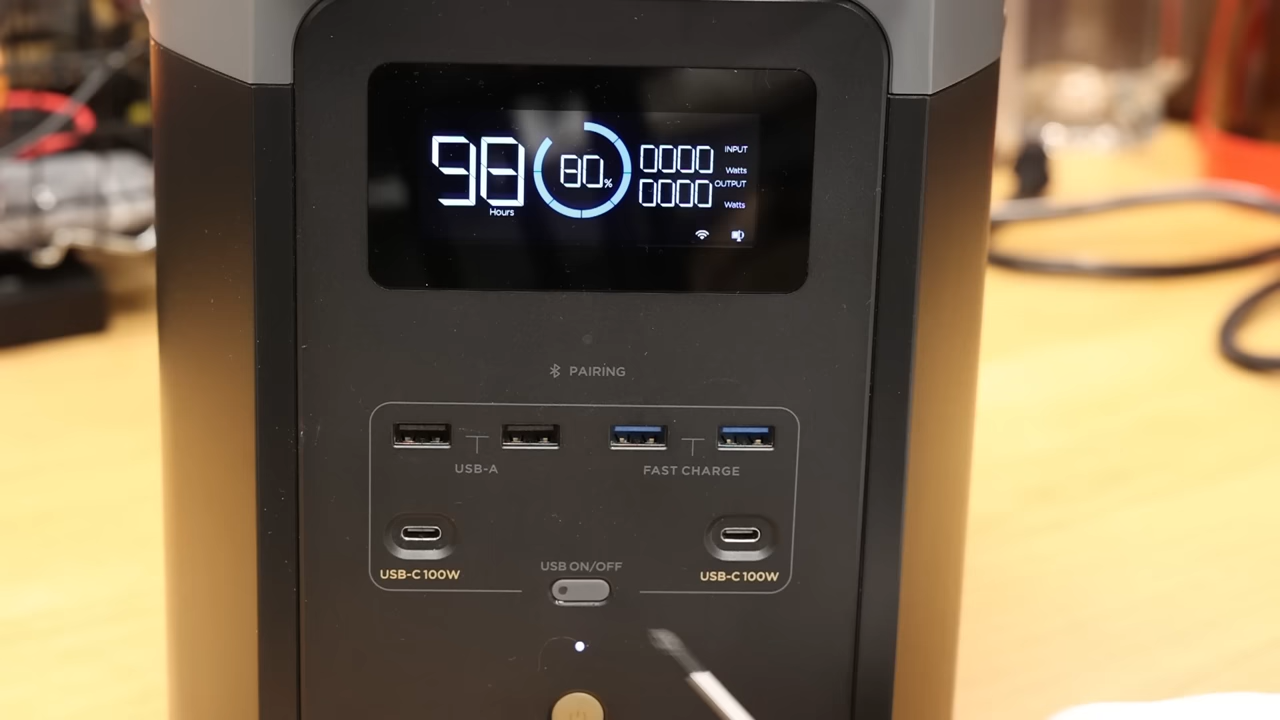 98
Hours
80%
0000
INPUT
Watts
0000
OUTPUT
Watts
PAIRING
USB-A
FAST CHARGE
USB-C 100W
USB ON/OFF
USB-C 100W